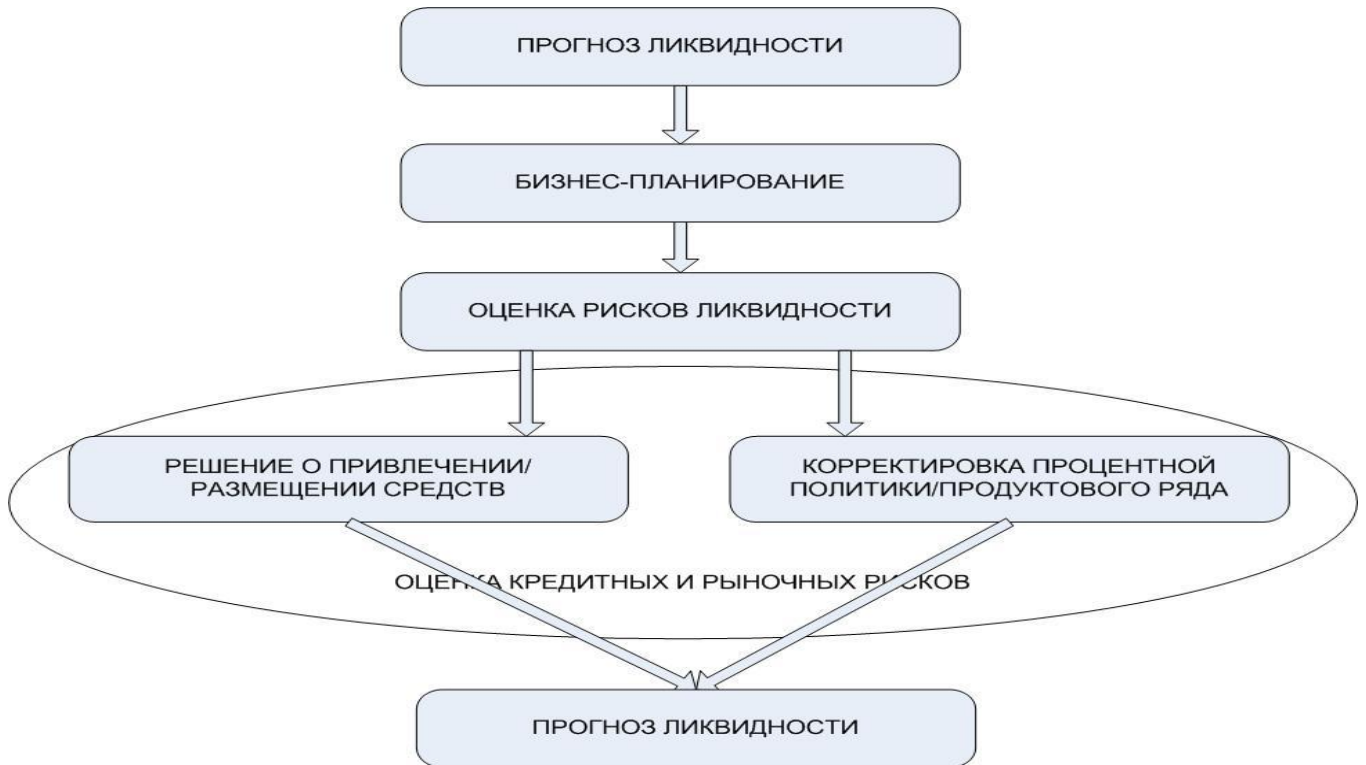 ПРОГНОЗ ЛИКВИДНОСТИ
БИЗНЕС-ПЛАНИРОВАНИЕ
ОЦЕНКА РИСКОВ ЛИКВИДНОСТИ
РЕШЕНИЕ О ПРИВЛЕЧЕНИИ/
РАЗМЕЩЕНИИ СРЕДСТВ
КОРРЕКТИРОВКА ПРОЦЕНТНОЙ
ПОЛИТИКИ/ПРОДУКТОВОГО РЯДА
ОЦЕНКА КРЕДИТНЫХ И РЫНОЧНЫХ РИСКОВ
ПРОГНОЗ ЛИКВИДНОСТИ